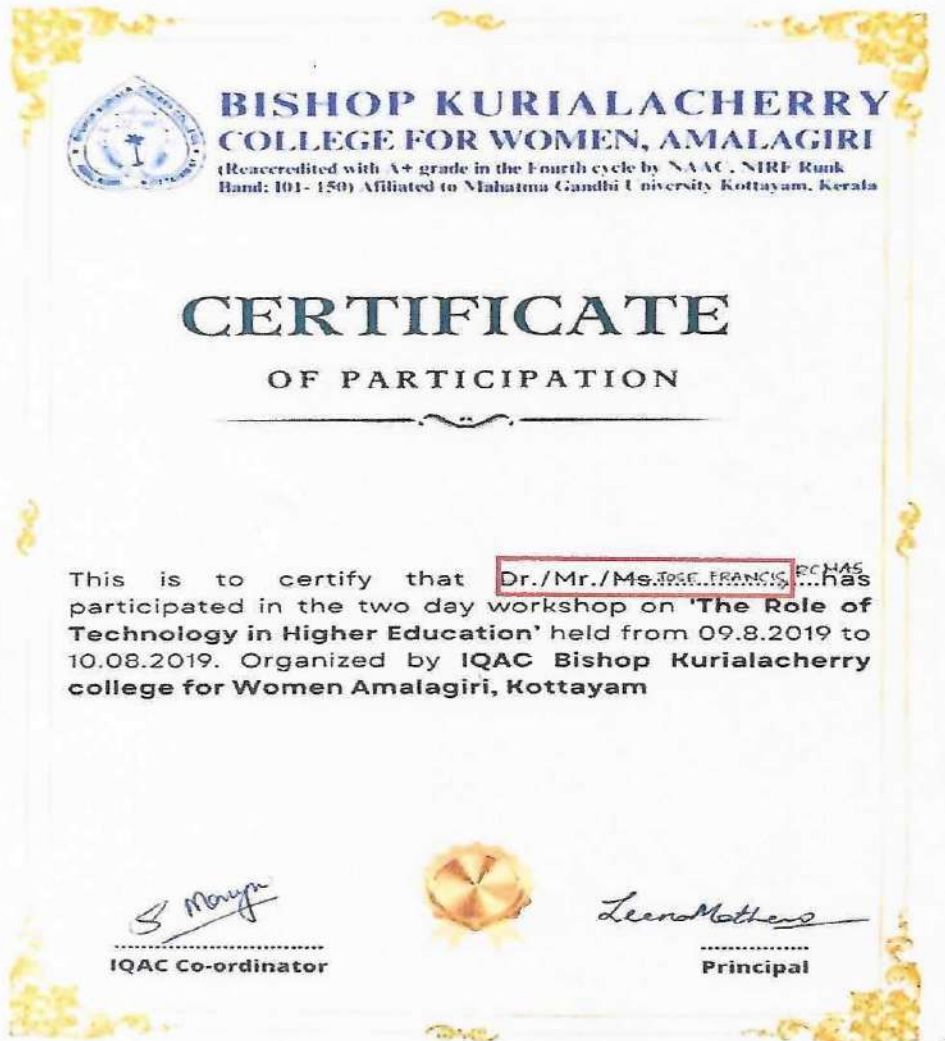 BISHOP KURIALACHERRY
COLLEGE FOR WOMEN, AMALAGIRI
(Reaccredited with A+ grade in the Fourth cycle by NAAC, NIRF Rank
Band: 101- 150) Afiliated to Mahatma Gandhi University Kottayam, Kerala
CERTIFICATE
OF PARTICIPATION
This is to certify that Dr./Mr./Ms. JOSE FRANCIS, RCMAS has
participated in the two day workshop on 'The Role of
Technology in Higher Education' held from 09.8.2019 to
10.08.2019. Organized by IQAC Bishop Kurialacherry
college for Women Amalagiri, Kottayam
Leena Mathew
IQAC Co-ordinator
Principal